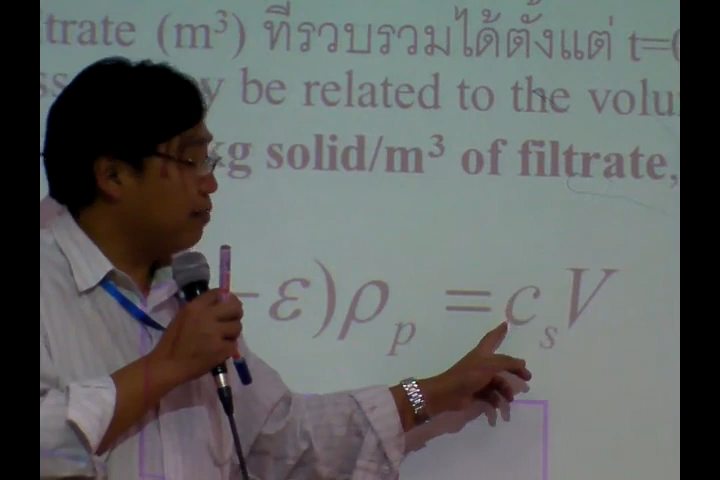 trate (m³) ที่รวบรวมได้ตั้งแต่ t=
y be related to the volu
kg solid/m³ of filtrate,
− ε)ρₚ = cₛV